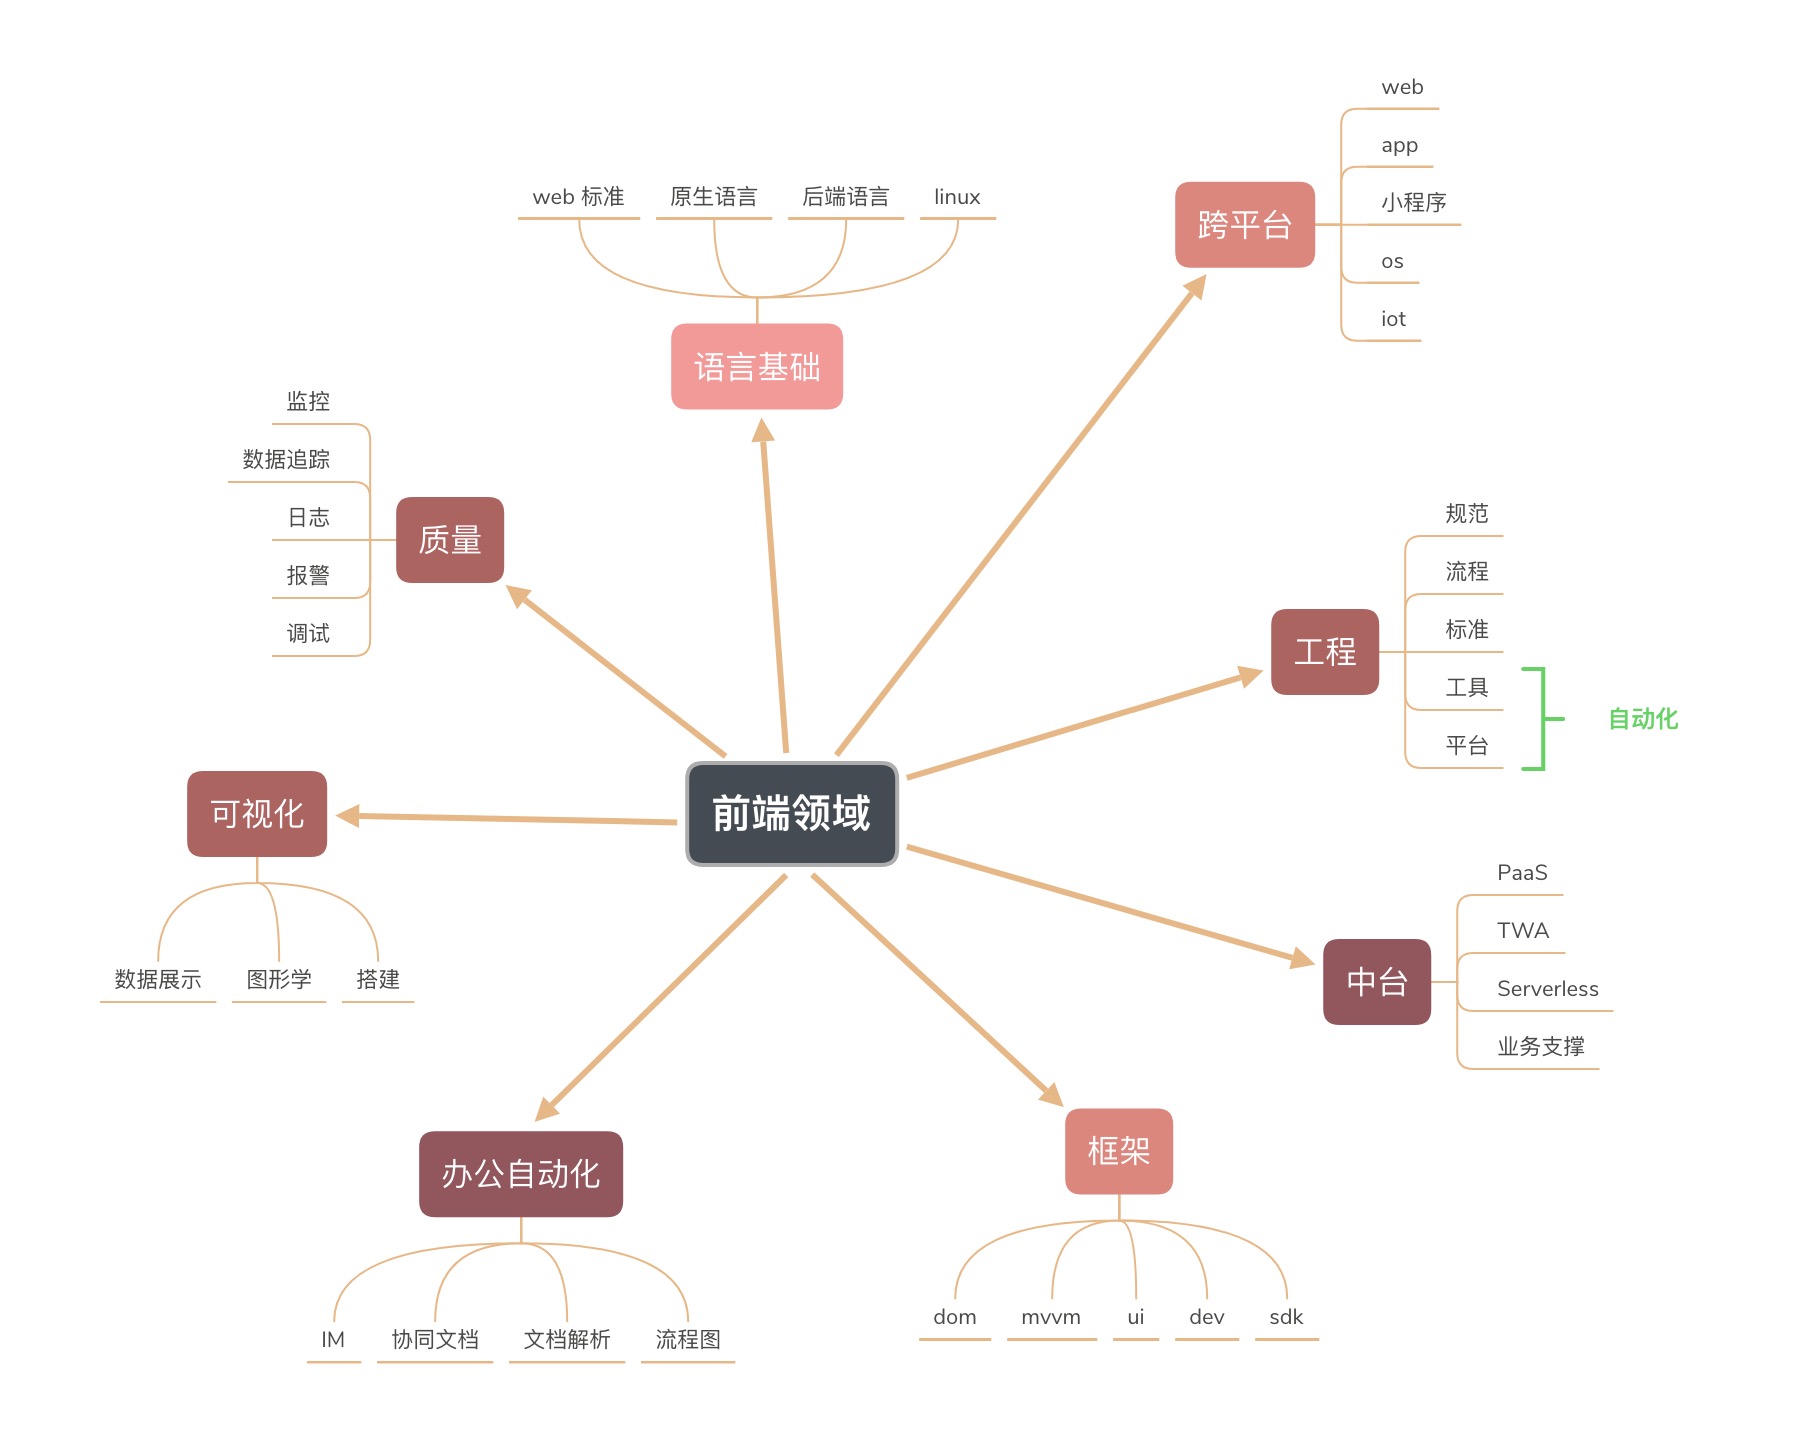 前端领域
语言基础
web 标准
原生语言
后端语言
linux
跨平台
web
app
小程序
os
iot
工程
规范
流程
标准
工具
平台
自动化
中台
PaaS
TWA
Serverless
业务支撑
框架
dom
mvvm
ui
dev
sdk
办公自动化
IM
协同文档
文档解析
流程图
可视化
数据展示
图形学
搭建
质量
监控
数据追踪
日志
报警
调试